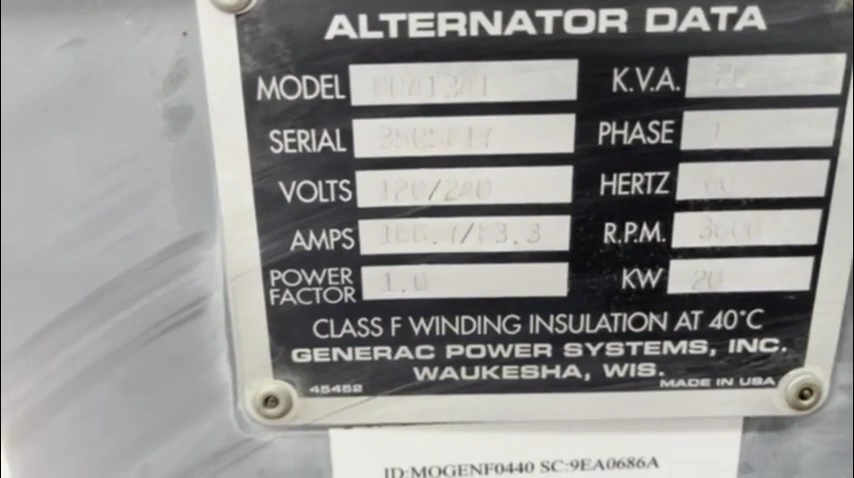 ALTERNATOR DATA
MODEL K.V.A.
SERIAL PHASE 1
VOLTS 120/240 HERTZ
AMPS 166.7/83.3 R.P.M. 3600
POWER FACTOR 1.0 KW 20
CLASS F WINDING INSULATION AT 40°C
GENERAC POWER SYSTEMS, INC.
WAUKESHA, WIS.
45452 MADE IN USA
ID:MOGENF0440 SC:9EA0686A